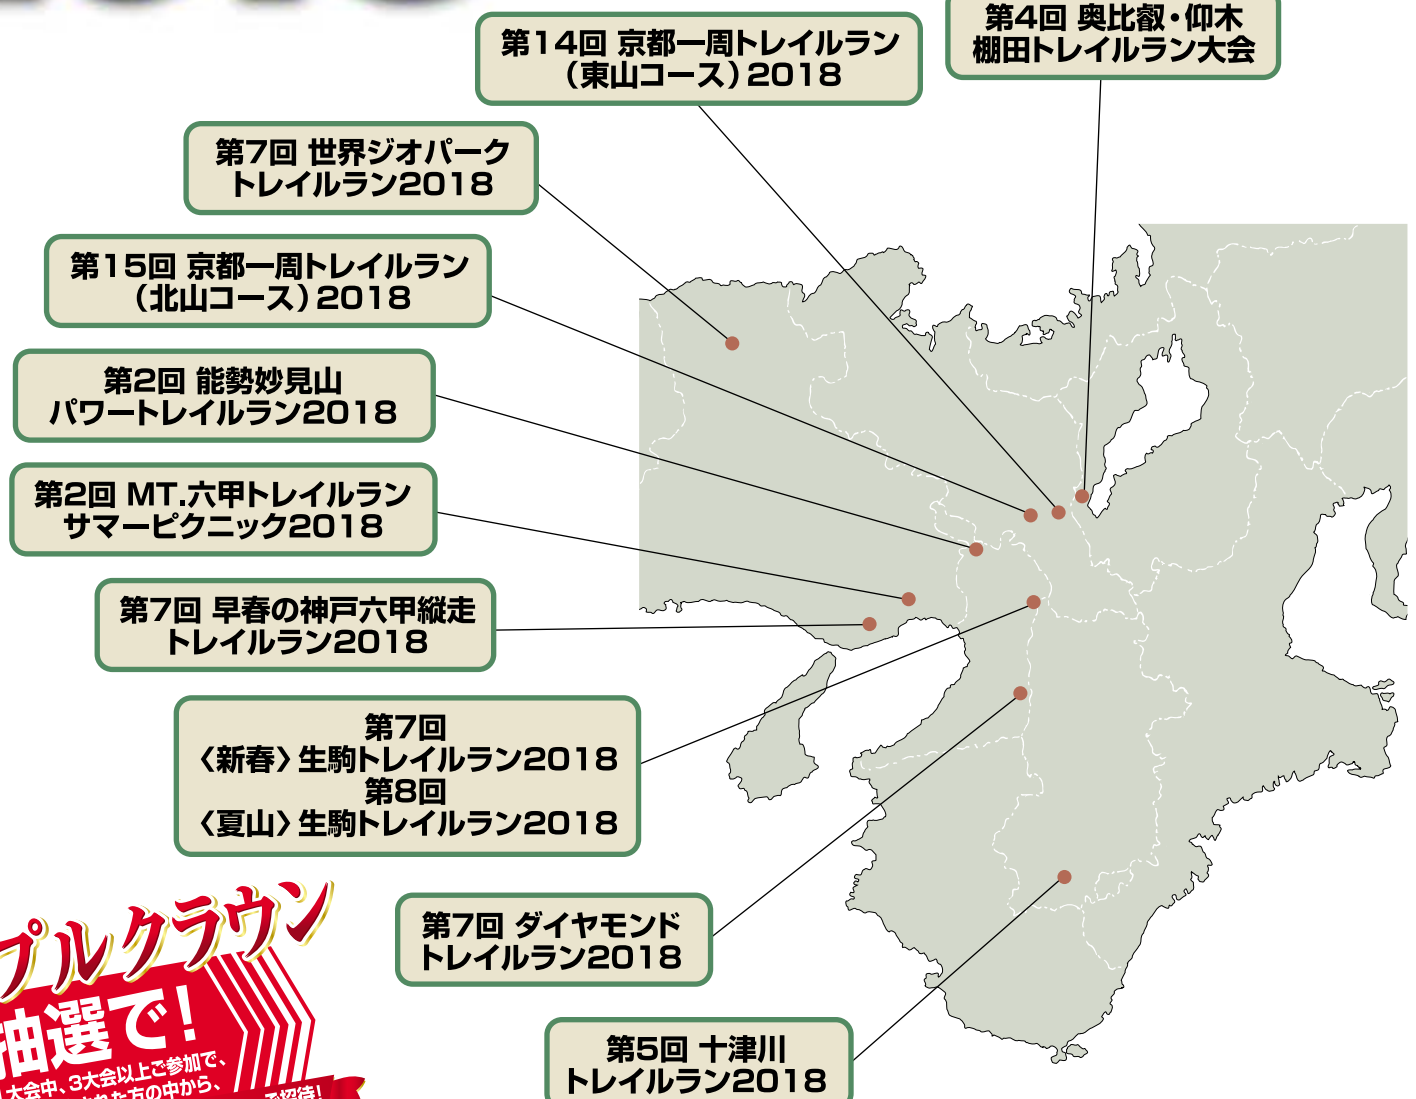 第4回 奥比叡・仰木
棚田トレイルラン大会
第14回 京都一周トレイルラン
（東山コース）2018
第7回 世界ジオパーク
トレイルラン2018
第15回 京都一周トレイルラン
（北山コース）2018
第2回 能勢妙見山
パワートレイルラン2018
第2回 MT.六甲トレイルラン
サマーピクニック2018
第7回 早春の神戸六甲縦走
トレイルラン2018
第7回
〈新春〉生駒トレイルラン2018
第8回
〈夏山〉生駒トレイルラン2018
第7回 ダイヤモンド
トレイルラン2018
第5回 十津川
トレイルラン2018
プルクラウン
抽選で!
大会中、3大会以上ご参加で、
れた方の中から、
ご招待!